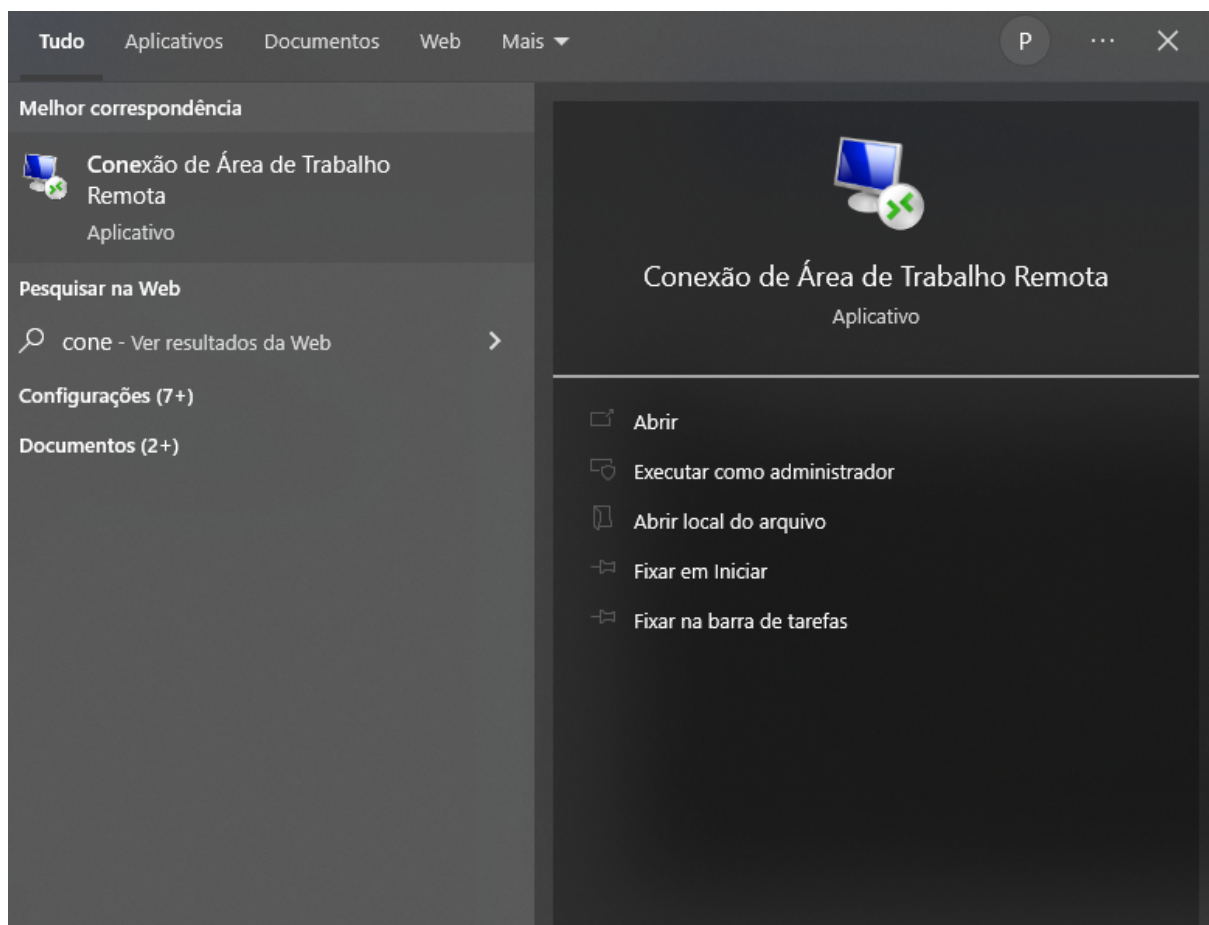 Tudo Aplicativos Documentos Web Mais P ...
Melhor correspondência
Conexão de Área de Trabalho
Remota
Aplicativo
Pesquisar na Web
cone - Ver resultados da Web
Configurações (7+)
Documentos (2+)
Conexão de Área de Trabalho Remota
Aplicativo
Abrir
Executar como administrador
Abrir local do arquivo
Fixar em Iniciar
Fixar na barra de tarefas